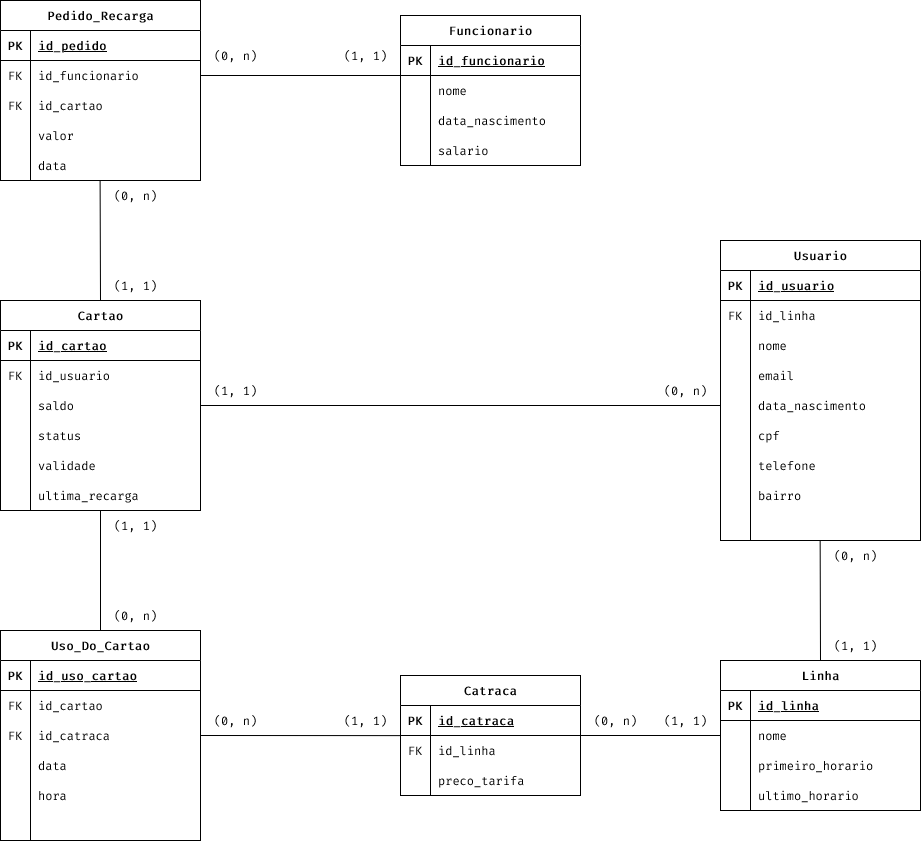 Pedido_Recarga
PK id_pedido
FK id_funcionario
FK id_cartao
valor
data
(0, n)
(1, 1)
Funcionario
PK id_funcionario
nome
data_nascimento
salario
(0, n)
(1, 1)
Cartao
PK id_cartao
FK id_usuario
saldo
status
validade
ultima_recarga
(1, 1)
(0, n)
Usuario
PK id_usuario
FK id_linha
nome
email
data_nascimento
cpf
telefone
bairro
(1, 1)
(0, n)
(0, n)
(1, 1)
Uso_Do_Cartao
PK id_uso_cartao
FK id_cartao
FK id_catraca
data
hora
(0, n)
(1, 1)
Catraca
PK id_catraca
FK id_linha
preco_tarifa
(0, n)
(1, 1)
Linha
PK id_linha
nome
primeiro_horario
ultimo_horario